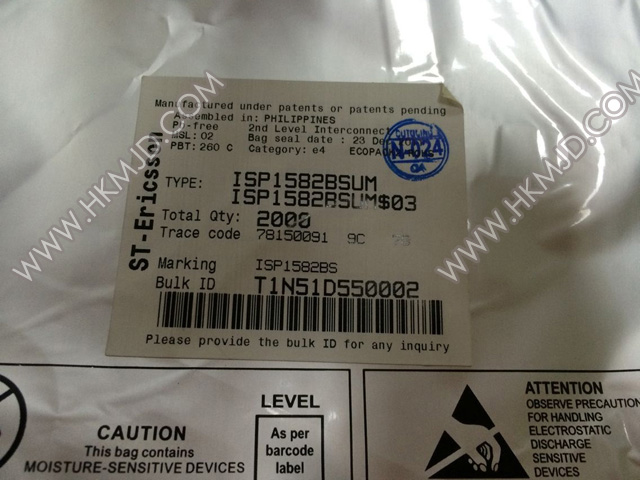 Manufactured under patents or patents pending
Assembled in: PHILIPPINES
Pb-free 2nd Level Interconnect
MSL: 02 Bag seal date : 23 De
PBT: 260 C Category: e4 ECOPA
OUTGOING
N-024
QA
ST-Ericsson
TYPE: ISP1582BSUM
ISP1582BSUM$03
Total Qty: 2000
Trace code 78150091 9C
Marking ISP1582BS
Bulk ID T1N51D550002
Please provide the bulk ID for any inquiry
WWW.HKMJD.COM
WWW.HKMJD.COM
CAUTION
This bag contains
MOISTURE-SENSITIVE DEVICES
LEVEL
As per
barcode
label
ATTENTION
OBSERVE PRECAUTION
FOR HANDLING
ELECTROSTATIC
DISCHARGE
SENSITIVE
DEVICES